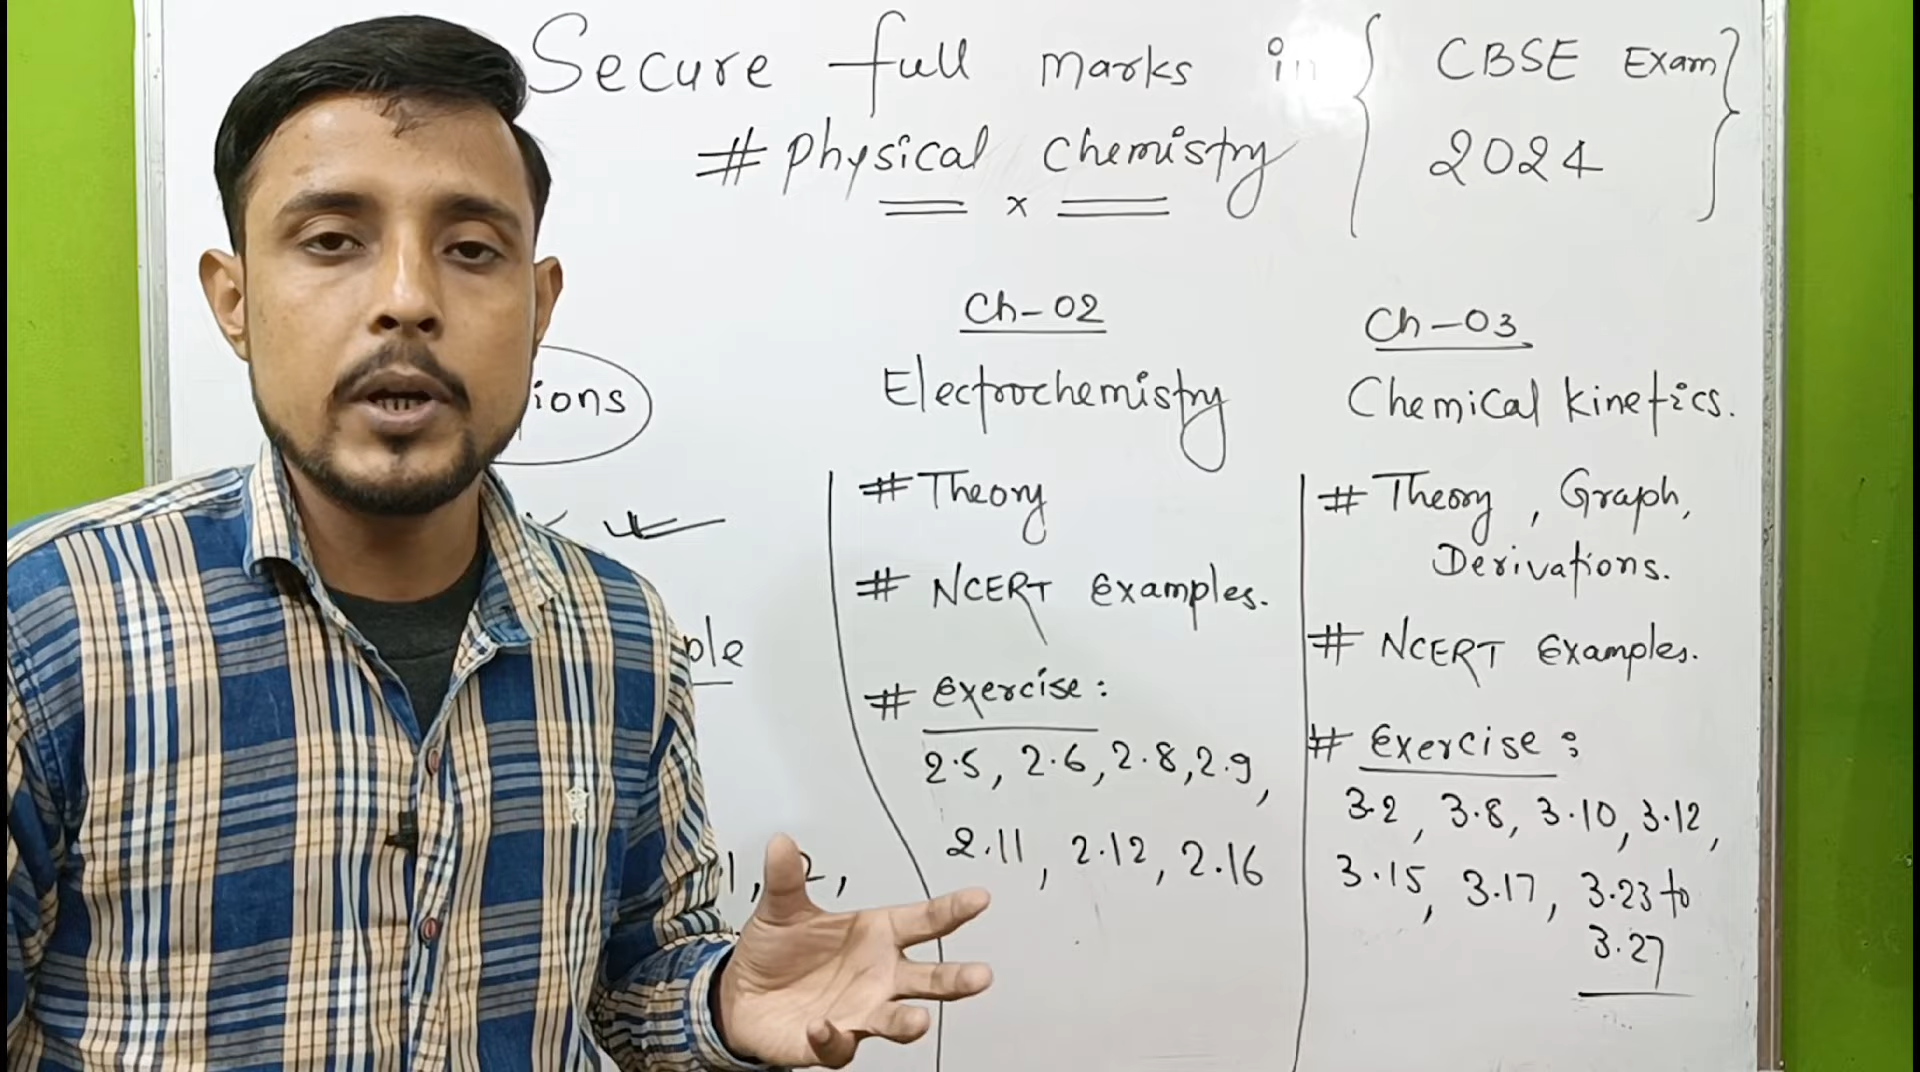 Secure full marks in { CBSE Exam }
# Physical chemistry 2024
x
ions
ple
1, 2,
Ch-02
Electrochemistry
# Theory
# NCERT Examples.
# Exercise:
2.5, 2.6, 2.8, 2.9,
2.11, 2.12, 2.16
Ch-03
Chemical kinetics.
# Theory, Graph,
Derivations.
# NCERT Examples.
# Exercise:
3.2, 3.8, 3.10, 3.12,
3.15, 3.17, 3.23 to
3.27